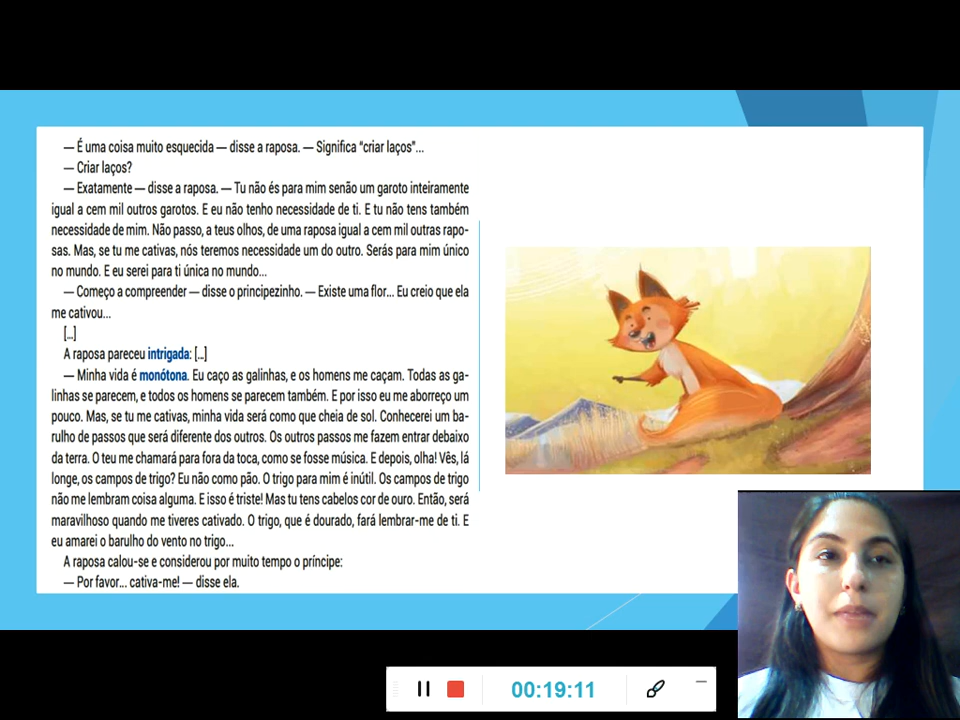 — É uma coisa muito esquecida — disse a raposa. — Significa “criar laços”...
— Criar laços?
— Exatamente — disse a raposa. — Tu não és para mim senão um garoto inteiramente
igual a cem mil outros garotos. E eu não tenho necessidade de ti. E tu não tens também
necessidade de mim. Não passo, a teus olhos, de uma raposa igual a cem mil outras rapo-
sas. Mas, se tu me cativas, nós teremos necessidade um do outro. Serás para mim único
no mundo. E eu serei para ti única no mundo...
— Começo a compreender — disse o principezinho. — Existe uma flor... Eu creio que ela
me cativou...
[...]
A raposa pareceu intrigada: [...]
— Minha vida é monótona. Eu caço as galinhas, e os homens me caçam. Todas as ga-
linhas se parecem, e todos os homens se parecem também. E por isso eu me aborreço um
pouco. Mas, se tu me cativas, minha vida será como que cheia de sol. Conhecerei um ba-
rulho de passos que será diferente dos outros. Os outros passos me fazem entrar debaixo
da terra. O teu me chamará para fora da toca, como se fosse música. E depois, olha! Vês, lá
longe, os campos de trigo? Eu não como pão. O trigo para mim é inútil. Os campos de trigo
não me lembram coisa alguma. E isso é triste! Mas tu tens cabelos cor de ouro. Então, será
maravilhoso quando me tiveres cativado. O trigo, que é dourado, fará lembrar-me de ti. E
eu amarei o barulho do vento no trigo...
A raposa calou-se e considerou por muito tempo o príncipe:
— Por favor... cativa-me! — disse ela.
00:19:11